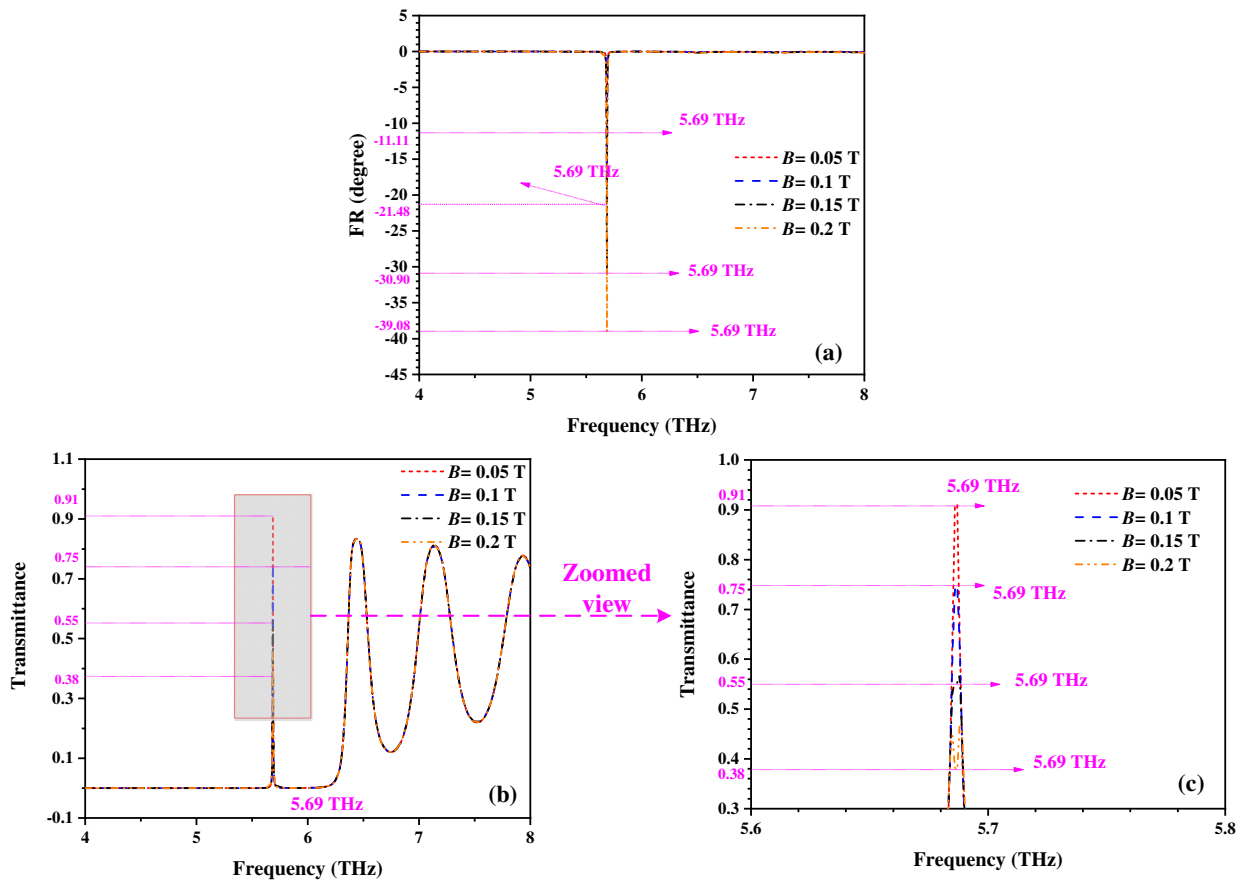 5
0
-5
-10
-11.11
-15
-20
-21.48
-25
-30
-30.90
-35
-39.08
-40
-45
FR (degree)
5.69 THz
5.69 THz
5.69 THz
5.69 THz
B= 0.05 T
B= 0.1 T
B= 0.15 T
B= 0.2 T
(a)
4 5 6 7 8
Frequency (THz)
1.1
0.91
0.9
0.75
0.7
0.55
0.5
0.38
0.3
0.1
-0.1
Transmittance
B= 0.05 T
B= 0.1 T
B= 0.15 T
B= 0.2 T
5.69 THz
(b)
4 5 6 7 8
Frequency (THz)
Zoomed
view
1.0
0.91
0.9
0.8
0.75
0.7
0.6
0.55
0.5
0.4
0.38
0.3
Transmittance
5.69 THz
5.69 THz
5.69 THz
5.69 THz
B= 0.05 T
B= 0.1 T
B= 0.15 T
B= 0.2 T
(c)
5.6 5.7 5.8
Frequency (THz)